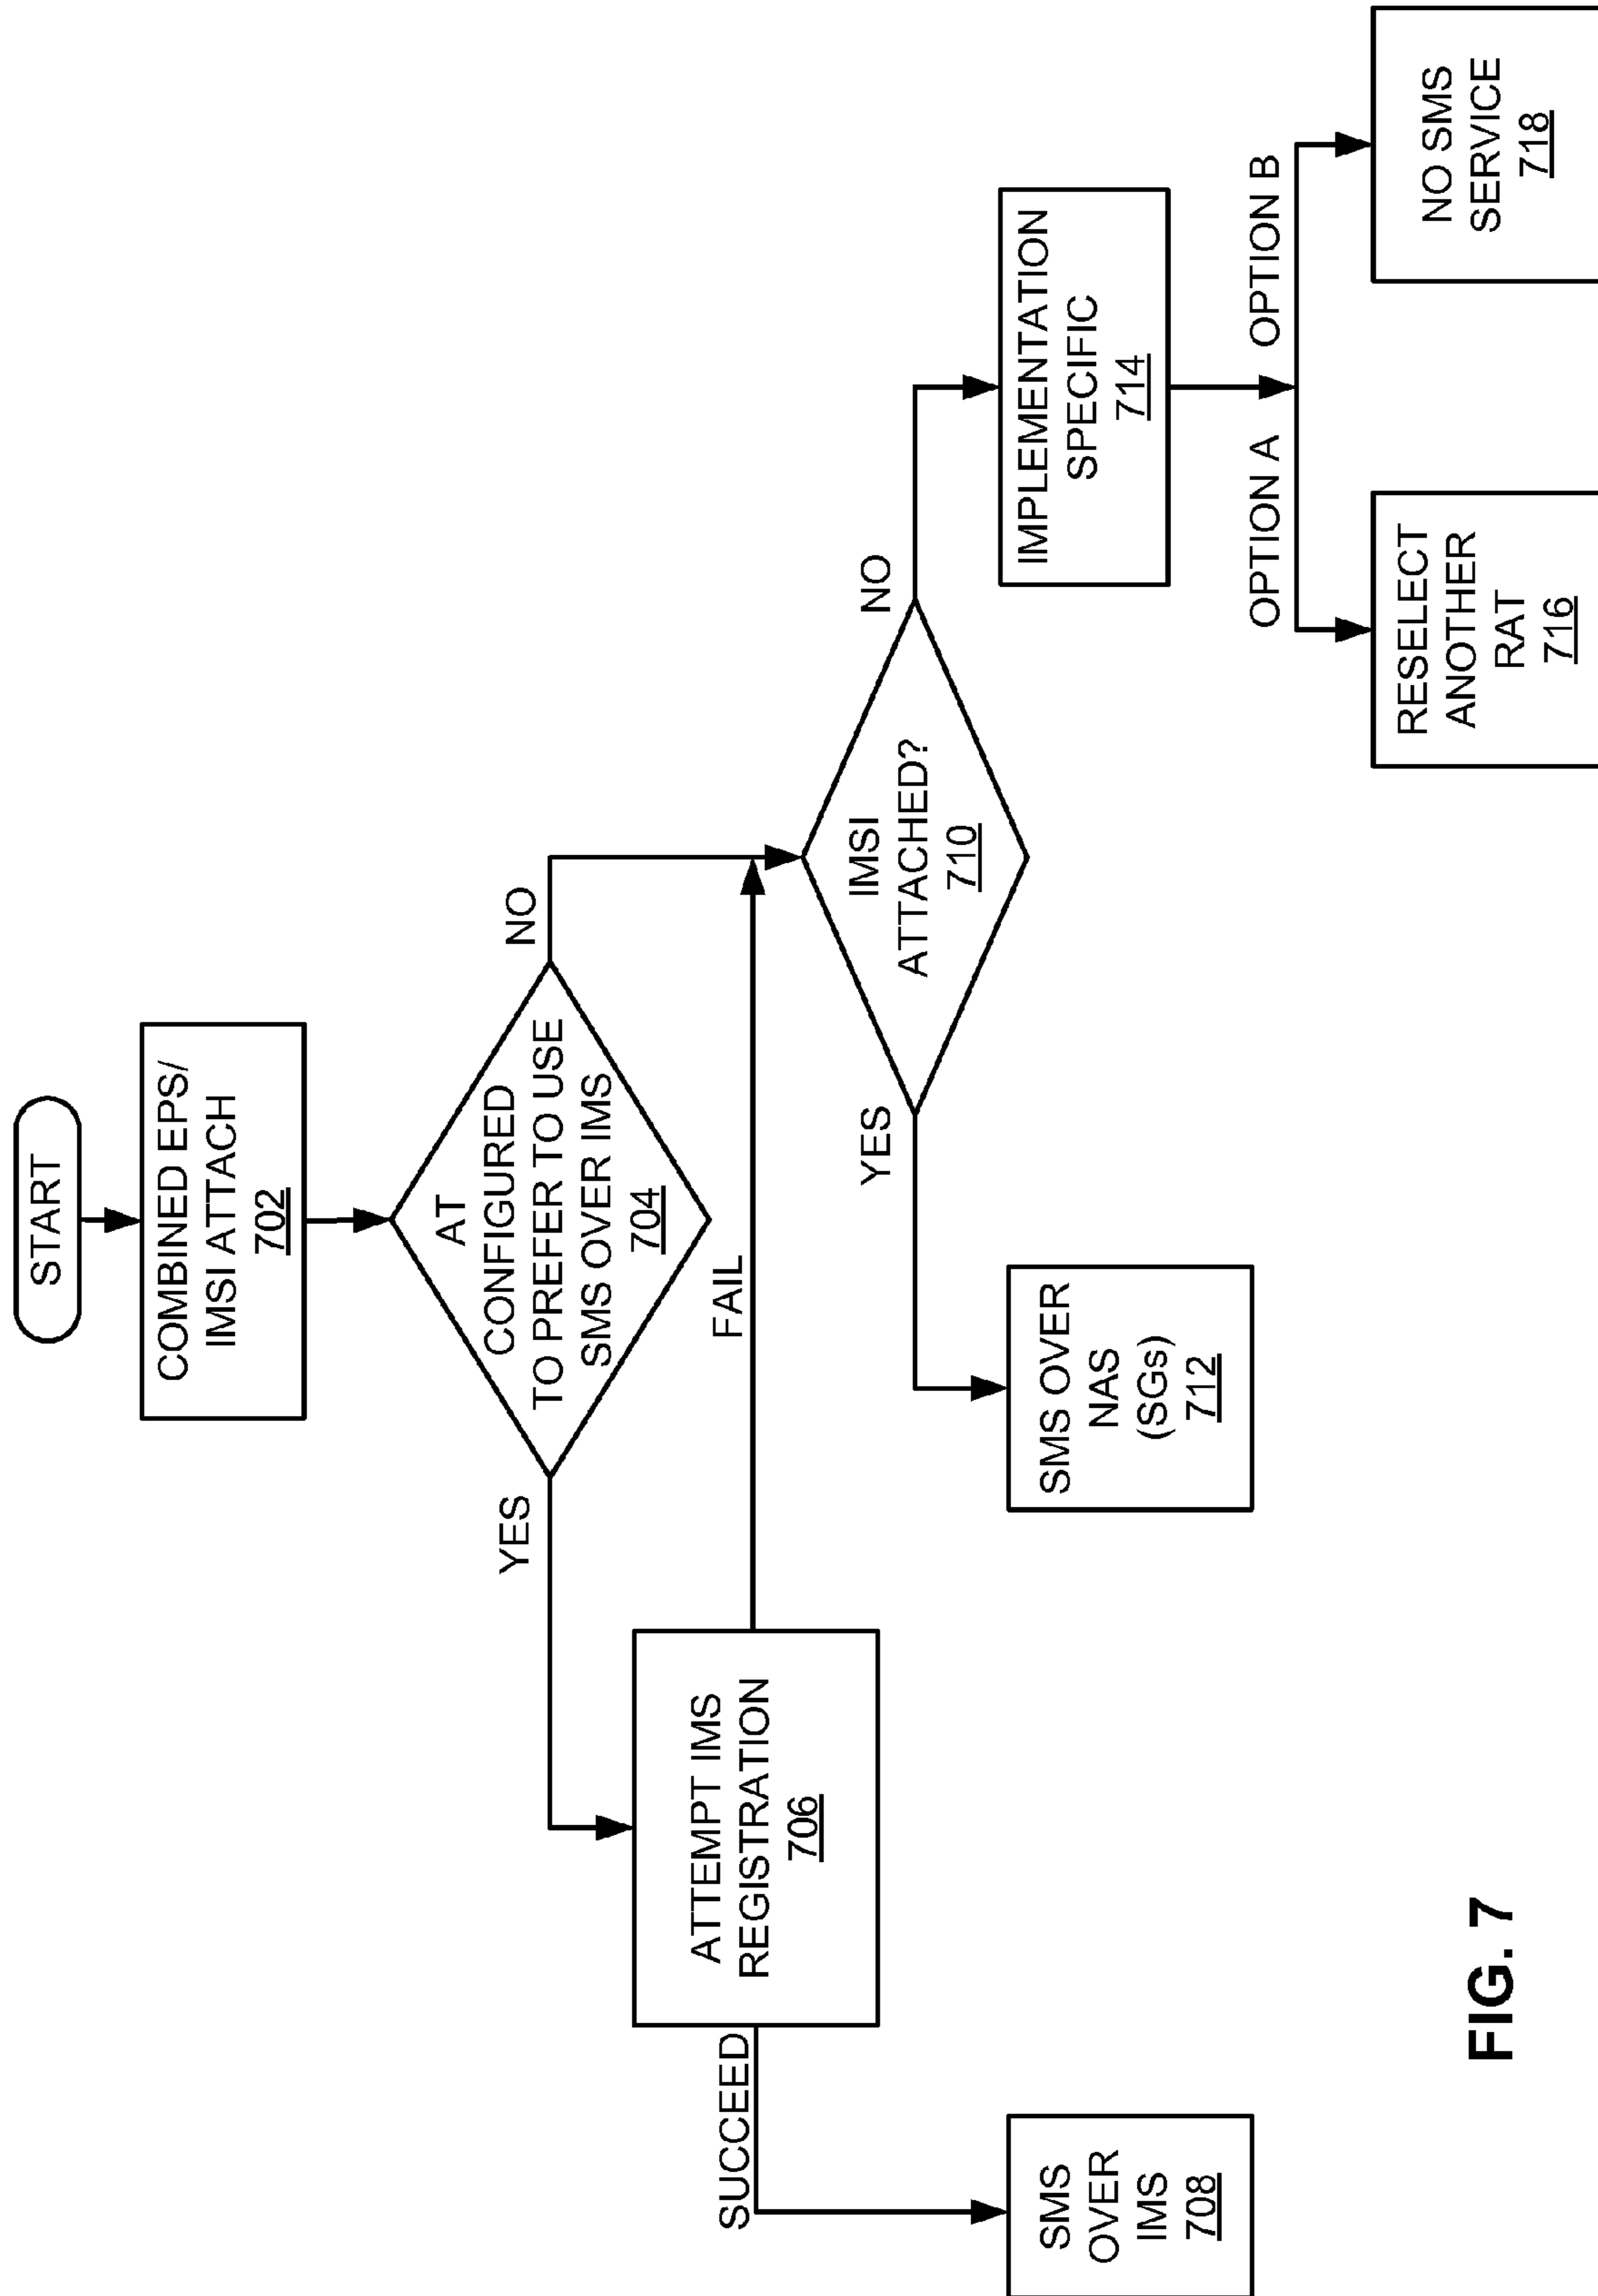 START
COMBINED EPS/
IMSI ATTACH
702
AT
CONFIGURED
TO PREFER TO USE
SMS OVER IMS
704
YES
NO
ATTEMPT IMS
REGISTRATION
706
SUCCEED
FAIL
SMS
OVER
IMS
708
IMSI
ATTACHED?
710
YES
NO
SMS OVER
NAS
(SGs)
712
IMPLEMENTATION
SPECIFIC
714
OPTION A
OPTION B
RESELECT
ANOTHER
RAT
716
NO SMS
SERVICE
718
FIG. 7